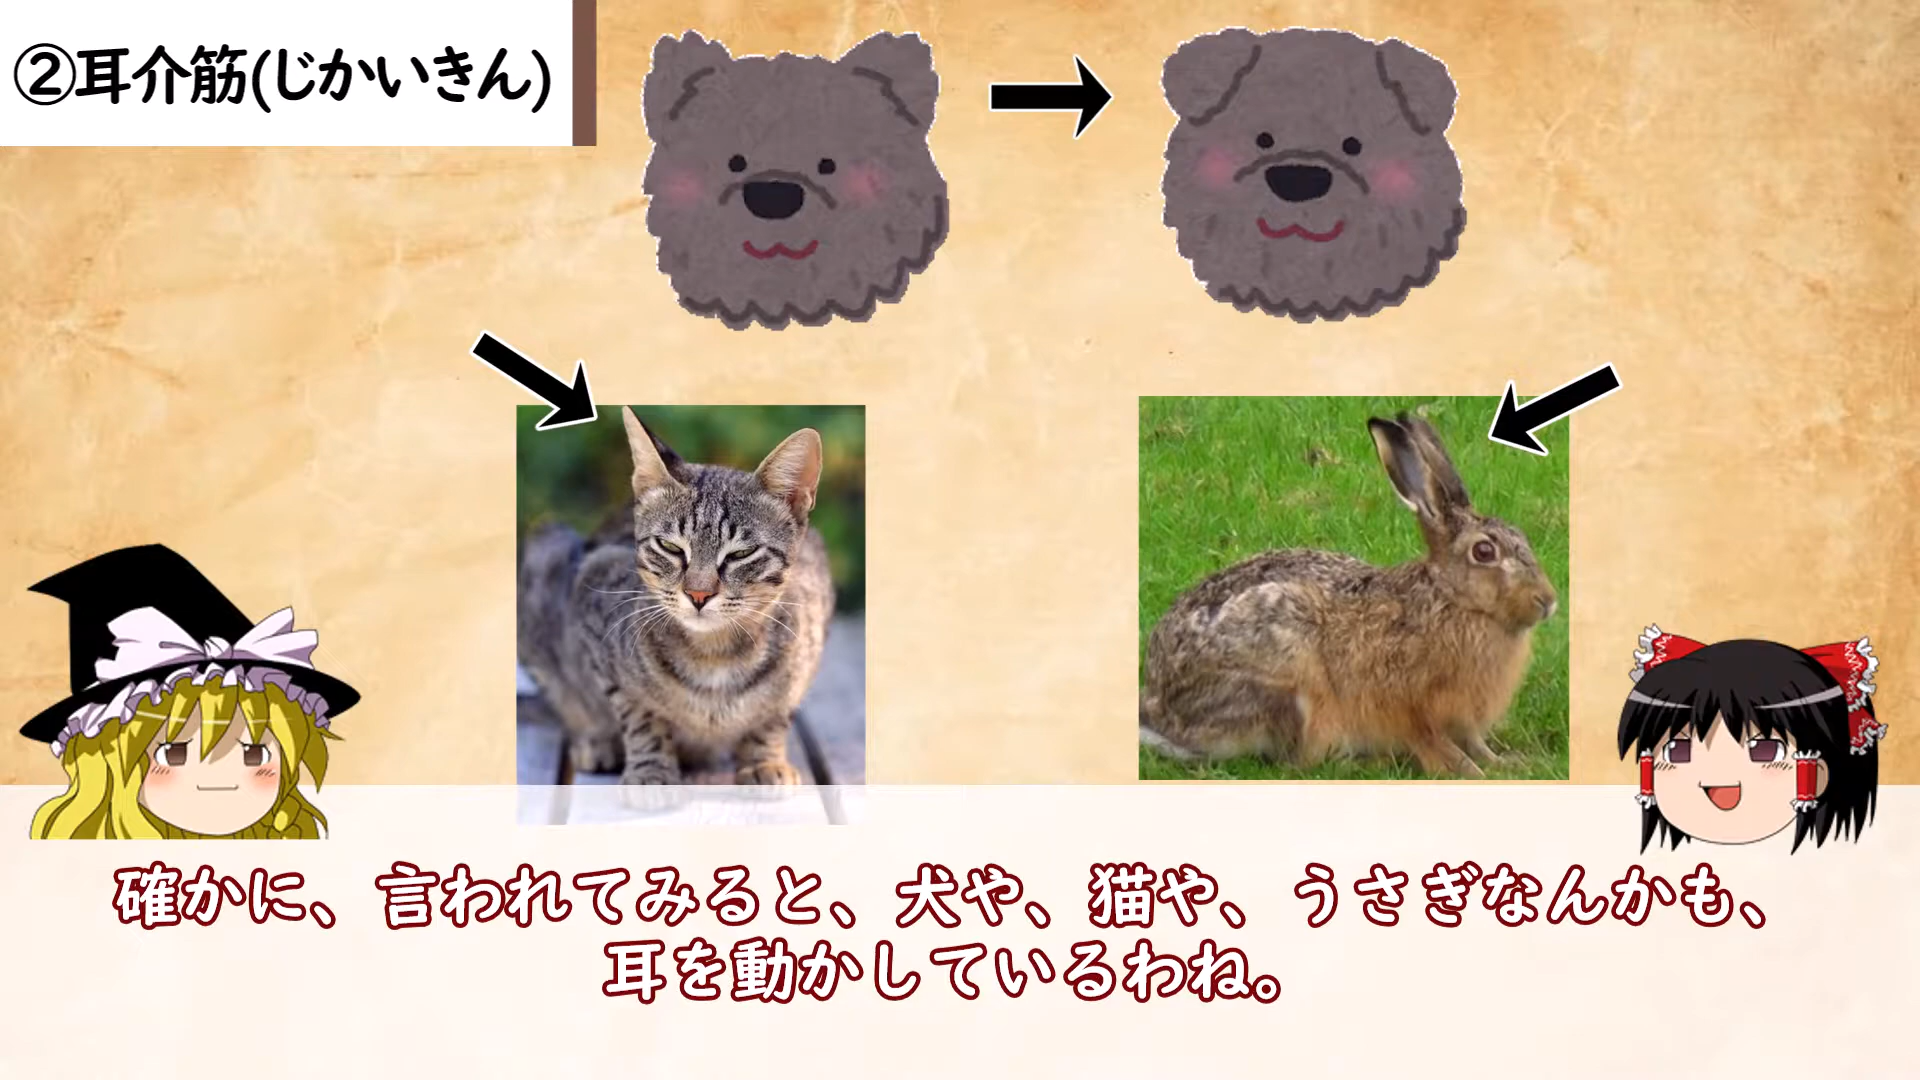 ②耳介筋(じかいきん)
確かに、言われてみると、犬や、猫や、うさぎなんかも、
耳を動かしているわね。